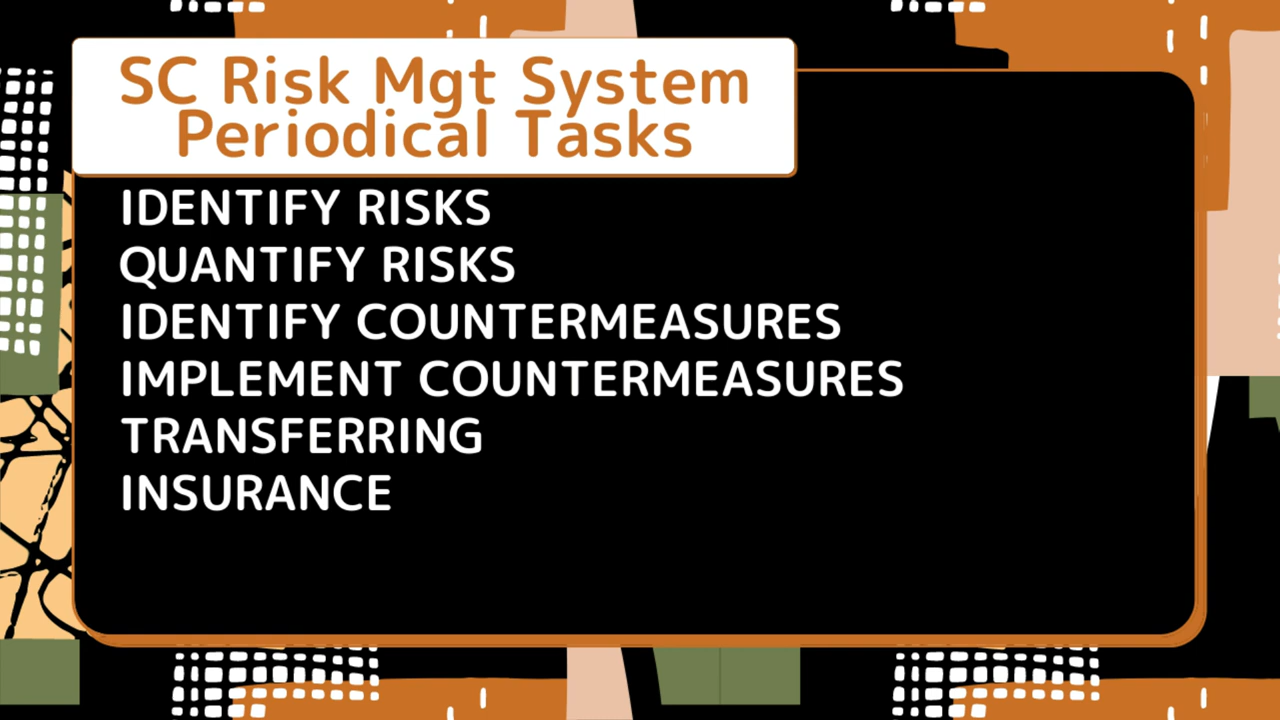 SC Risk Mgt System
Periodical Tasks
IDENTIFY RISKS
QUANTIFY RISKS
IDENTIFY COUNTERMEASURES
IMPLEMENT COUNTERMEASURES
TRANSFERRING
INSURANCE